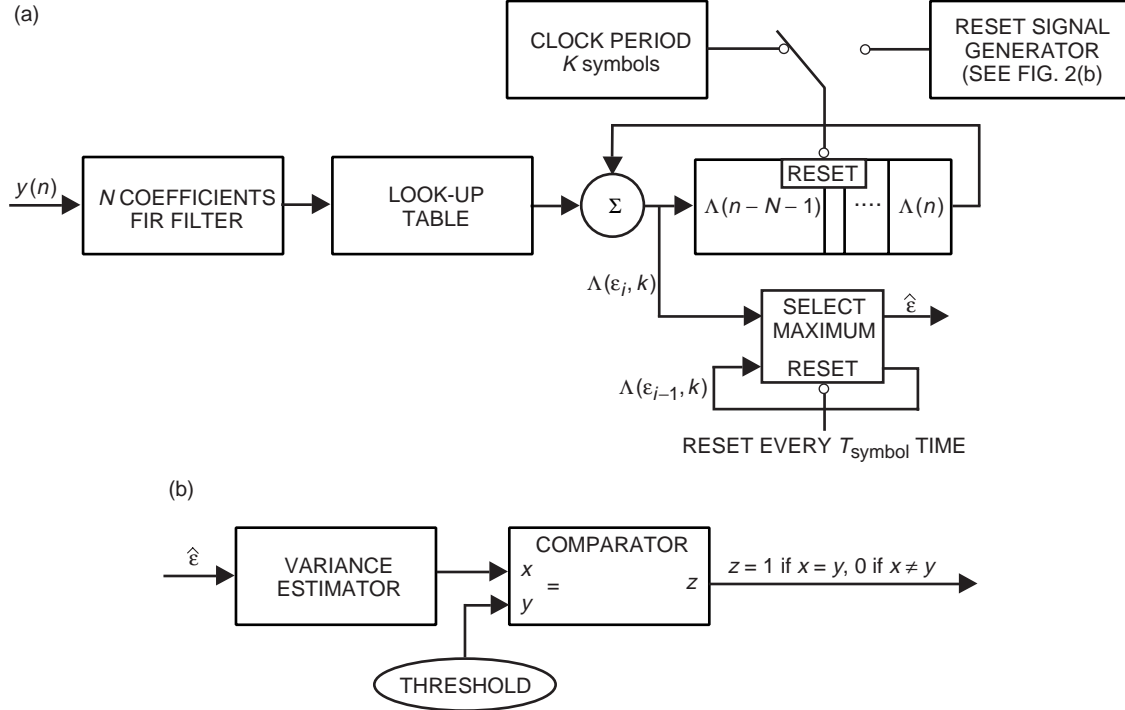 (a)
CLOCK PERIOD
K symbols
RESET SIGNAL
GENERATOR
(SEE FIG. 2(b)
y(n)
N COEFFICIENTS
FIR FILTER
LOOK-UP
TABLE
Σ
RESET
Λ(n – N – 1)
....
Λ(n)
Λ(εi, k)
SELECT
MAXIMUM
RESET
ε̂
Λ(εi–1, k)
RESET EVERY Tsymbol TIME
(b)
ε̂
VARIANCE
ESTIMATOR
COMPARATOR
x
=
y
z
z = 1 if x = y, 0 if x ≠ y
THRESHOLD